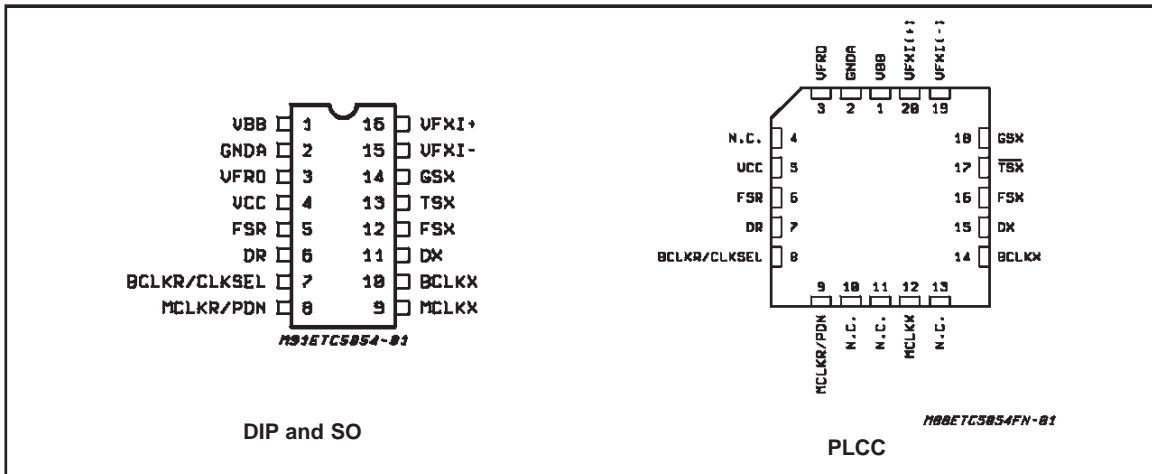 VBB 1 16 VFXI+
GNDA 2 15 VFXI-
VFRO 3 14 GSX
VCC 4 13 TSX
FSR 5 12 FSX
DR 6 11 DX
BCLKR/CLKSEL 7 10 BCLKX
MCLKR/PDN 8 9 MCLKX
M91ETC5054-01
DIP and SO
VFRO GNDA VBB VFXI(+) VFXI(-)
3 2 1 20 19
N.C. 4 18 GSX
VCC 5 17 TSX
FSR 6 16 FSX
DR 7 15 DX
BCLKR/CLKSEL 8 14 BCLKX
9 10 11 12 13
MCLKR/PDN N.C. N.C. MCLKX N.C.
M88ETC5054FN-01
PLCC